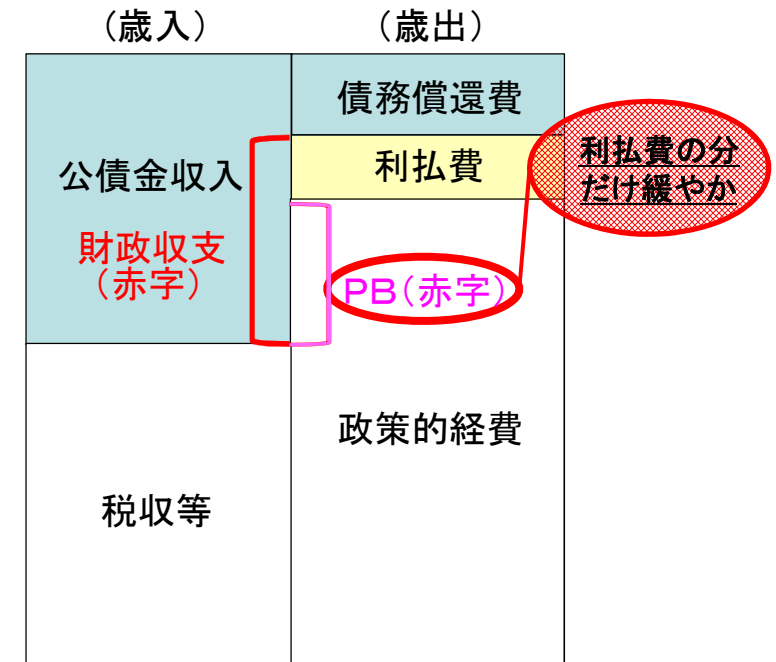 （歳入）
（歳出）
債務償還費
利払費
利払費の分
だけ緩やか
公債金収入
財政収支
（赤字）
ＰＢ（赤字）
政策的経費
税収等